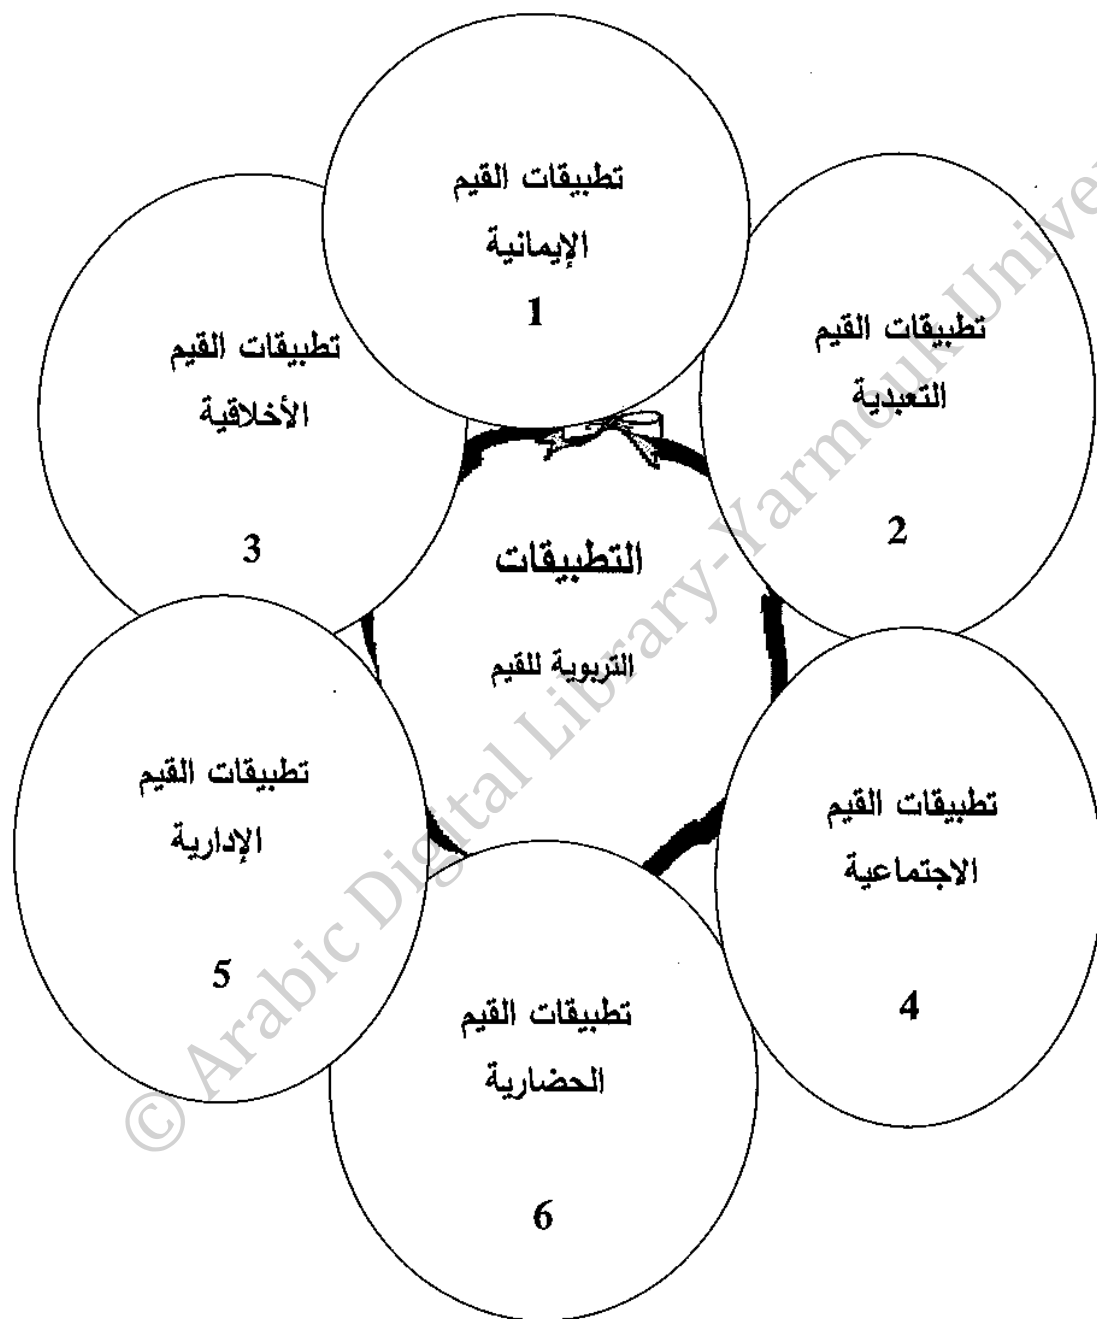 تطبيقات القيم
الإيمانية
1
تطبيقات القيم
التعبدية
2
تطبيقات القيم
الأخلاقية
3
التطبيقات
التربوية للقيم
تطبيقات القيم
الاجتماعية
4
تطبيقات القيم
الإدارية
5
تطبيقات القيم
الحضارية
6
© Arabic Digital Library-Yarmouk Univer